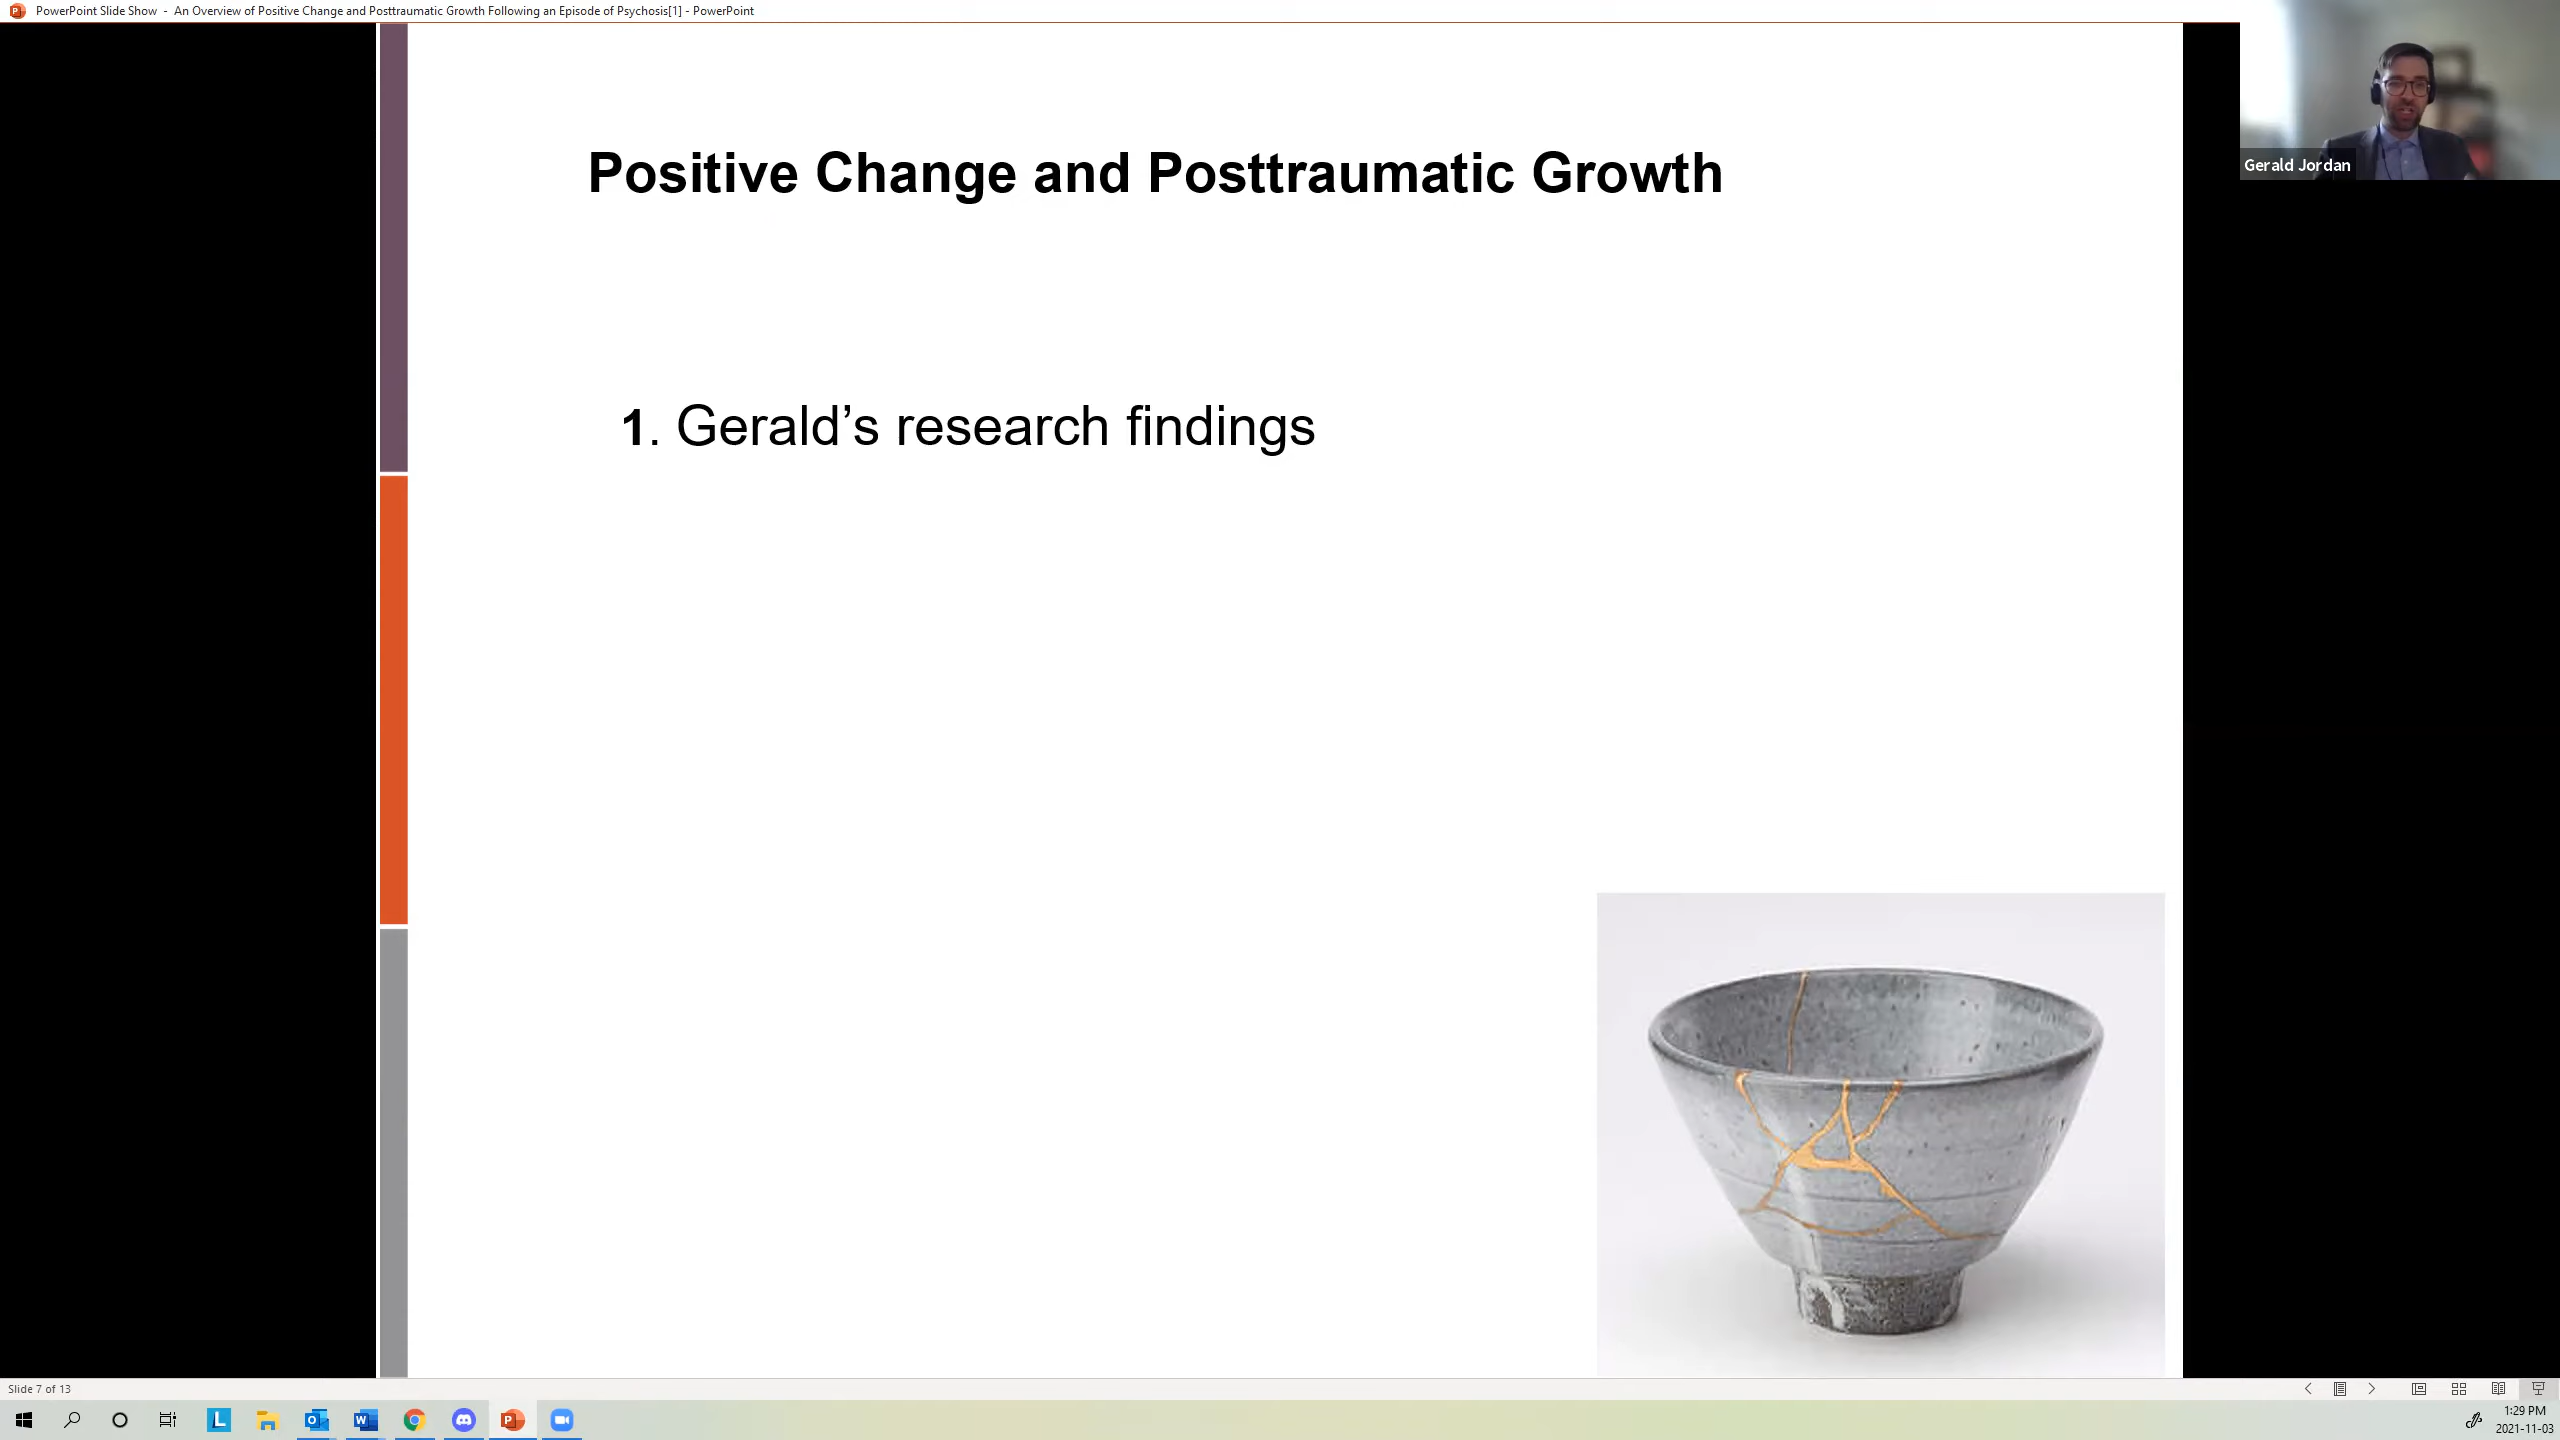 PowerPoint Slide Show - An Overview of Positive Change and Posttraumatic Growth Following an Episode of Psychosis[1] - PowerPoint
Gerald Jordan
Positive Change and Posttraumatic Growth
1. Gerald’s research findings
Slide 7 of 13
1:29 PM
2021-11-03